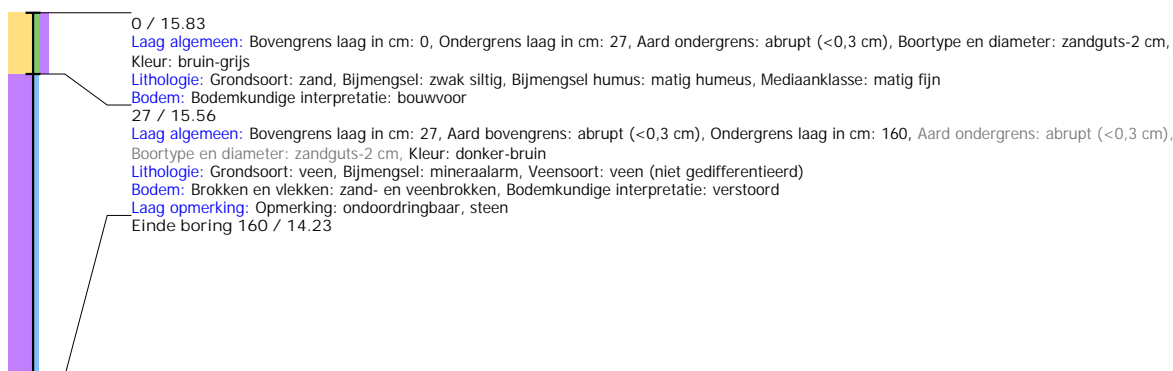 0 / 15.83
Laag algemeen: Bovengrens laag in cm: 0, Ondergrens laag in cm: 27, Aard ondergrens: abrupt (<0,3 cm), Boortype en diameter: zandguts-2 cm,
Kleur: bruin-grijs
Lithologie: Grondsoort: zand, Bijmengsel: zwak siltig, Bijmengsel humus: matig humeus, Mediaanklasse: matig fijn
Bodem: Bodemkundige interpretatie: bouwvoor
27 / 15.56
Laag algemeen: Bovengrens laag in cm: 27, Aard bovengrens: abrupt (<0,3 cm), Ondergrens laag in cm: 160, Aard ondergrens: abrupt (<0,3 cm),
Boortype en diameter: zandguts-2 cm, Kleur: donker-bruin
Lithologie: Grondsoort: veen, Bijmengsel: mineraalarm, Veensoort: veen (niet gedifferentieerd)
Bodem: Brokken en vlekken: zand- en veenbrokken, Bodemkundige interpretatie: verstoord
Laag opmerking: Opmerking: ondoordringbaar, steen
Einde boring 160 / 14.23